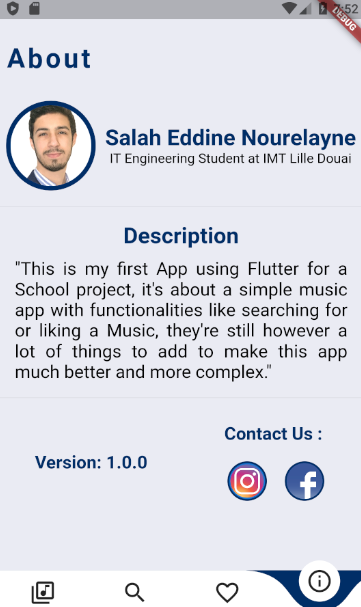 7:52
DEBUG
About
Salah Eddine Nourelayne
IT Engineering Student at IMT Lille Douai
Description
"This is my first App using Flutter for a
School project, it's about a simple music
app with functionalities like searching for
or liking a Music, they're still however a
lot of things to add to make this app
much better and more complex."
Contact Us :
Version: 1.0.0